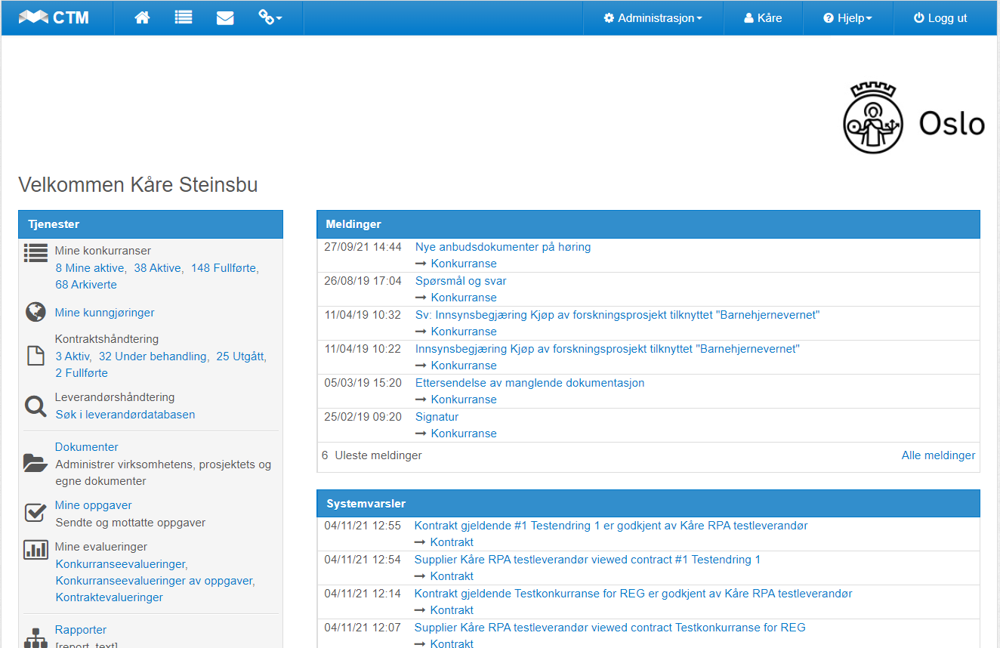 CTM
Administrasjon
Kåre
Hjelp
Logg ut
Oslo
Velkommen Kåre Steinsbu
Tjenester
Mine konkurranser
8 Mine aktive, 38 Aktive, 148 Fullførte,
68 Arkiverte
Mine kunngjøringer
Kontraktshåndtering
3 Aktiv, 32 Under behandling, 25 Utgått,
2 Fullførte
Leverandørshåndtering
Søk i leverandørdatabasen
Dokumenter
Administrer virksomhetens, prosjektets og
egne dokumenter
Mine oppgaver
Sendte og mottatte oppgaver
Mine evalueringer
Konkurranseevalueringer,
Konkurranseevalueringer av oppgaver,
Kontraktevalueringer
Rapporter
[report_text]
Meldinger
27/09/21 14:44 Nye anbudsdokumenter på høring
→ Konkurranse
26/08/19 17:04 Spørsmål og svar
→ Konkurranse
11/04/19 10:32 Sv: Innsynsbegjæring Kjøp av forskningsprosjekt tilknyttet "Barnehjernevernet"
→ Konkurranse
11/04/19 10:22 Innsynsbegjæring Kjøp av forskningsprosjekt tilknyttet "Barnehjernevernet"
→ Konkurranse
05/03/19 15:20 Ettersendelse av manglende dokumentasjon
→ Konkurranse
25/02/19 09:20 Signatur
→ Konkurranse
6 Uleste meldinger Alle meldinger
Systemvarsler
04/11/21 12:55 Kontrakt gjeldende #1 Testendring 1 er godkjent av Kåre RPA testleverandør
→ Kontrakt
04/11/21 12:54 Supplier Kåre RPA testleverandør viewed contract #1 Testendring 1
→ Kontrakt
04/11/21 12:14 Kontrakt gjeldende Testkonkurranse for REG er godkjent av Kåre RPA testleverandør
→ Kontrakt
04/11/21 12:07 Supplier Kåre RPA testleverandør viewed contract Testkonkurranse for REG
→ Kontrakt